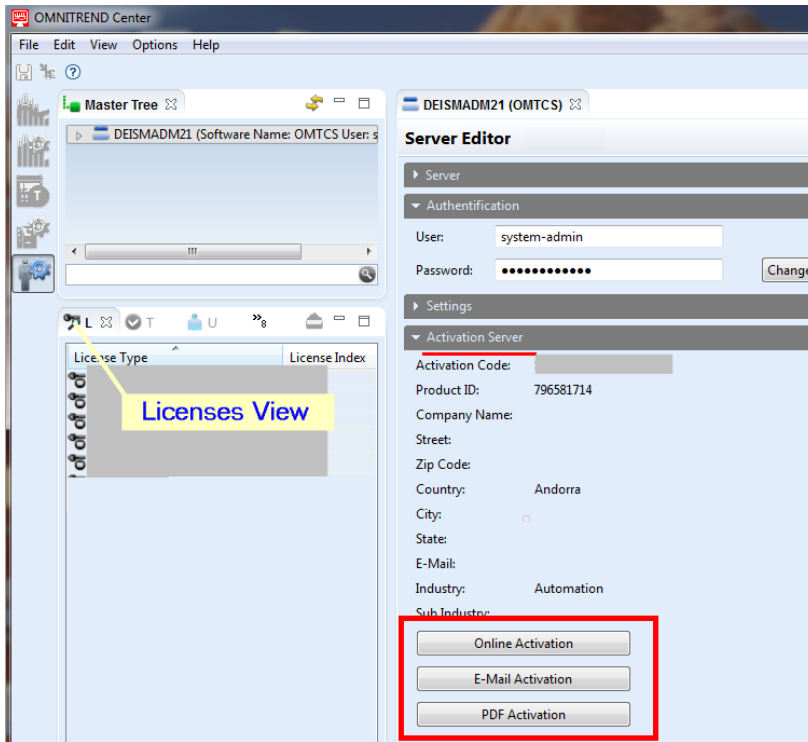 OMNITREND Center
File Edit View Options Help
Master Tree
DEISMADM21 (Software Name: OMTCS User: s
L T U »8
License Type License Index
Licenses View
DEISMADM21 (OMTCS)
Server Editor
Server
Authentification
User: system-admin
Password: ●●●●●●●●●●●●
Change
Settings
Activation Server
Activation Code:
Product ID: 796581714
Company Name:
Street:
Zip Code:
Country: Andorra
City:
State:
E-Mail:
Industry: Automation
Sub Industry:
Online Activation
E-Mail Activation
PDF Activation